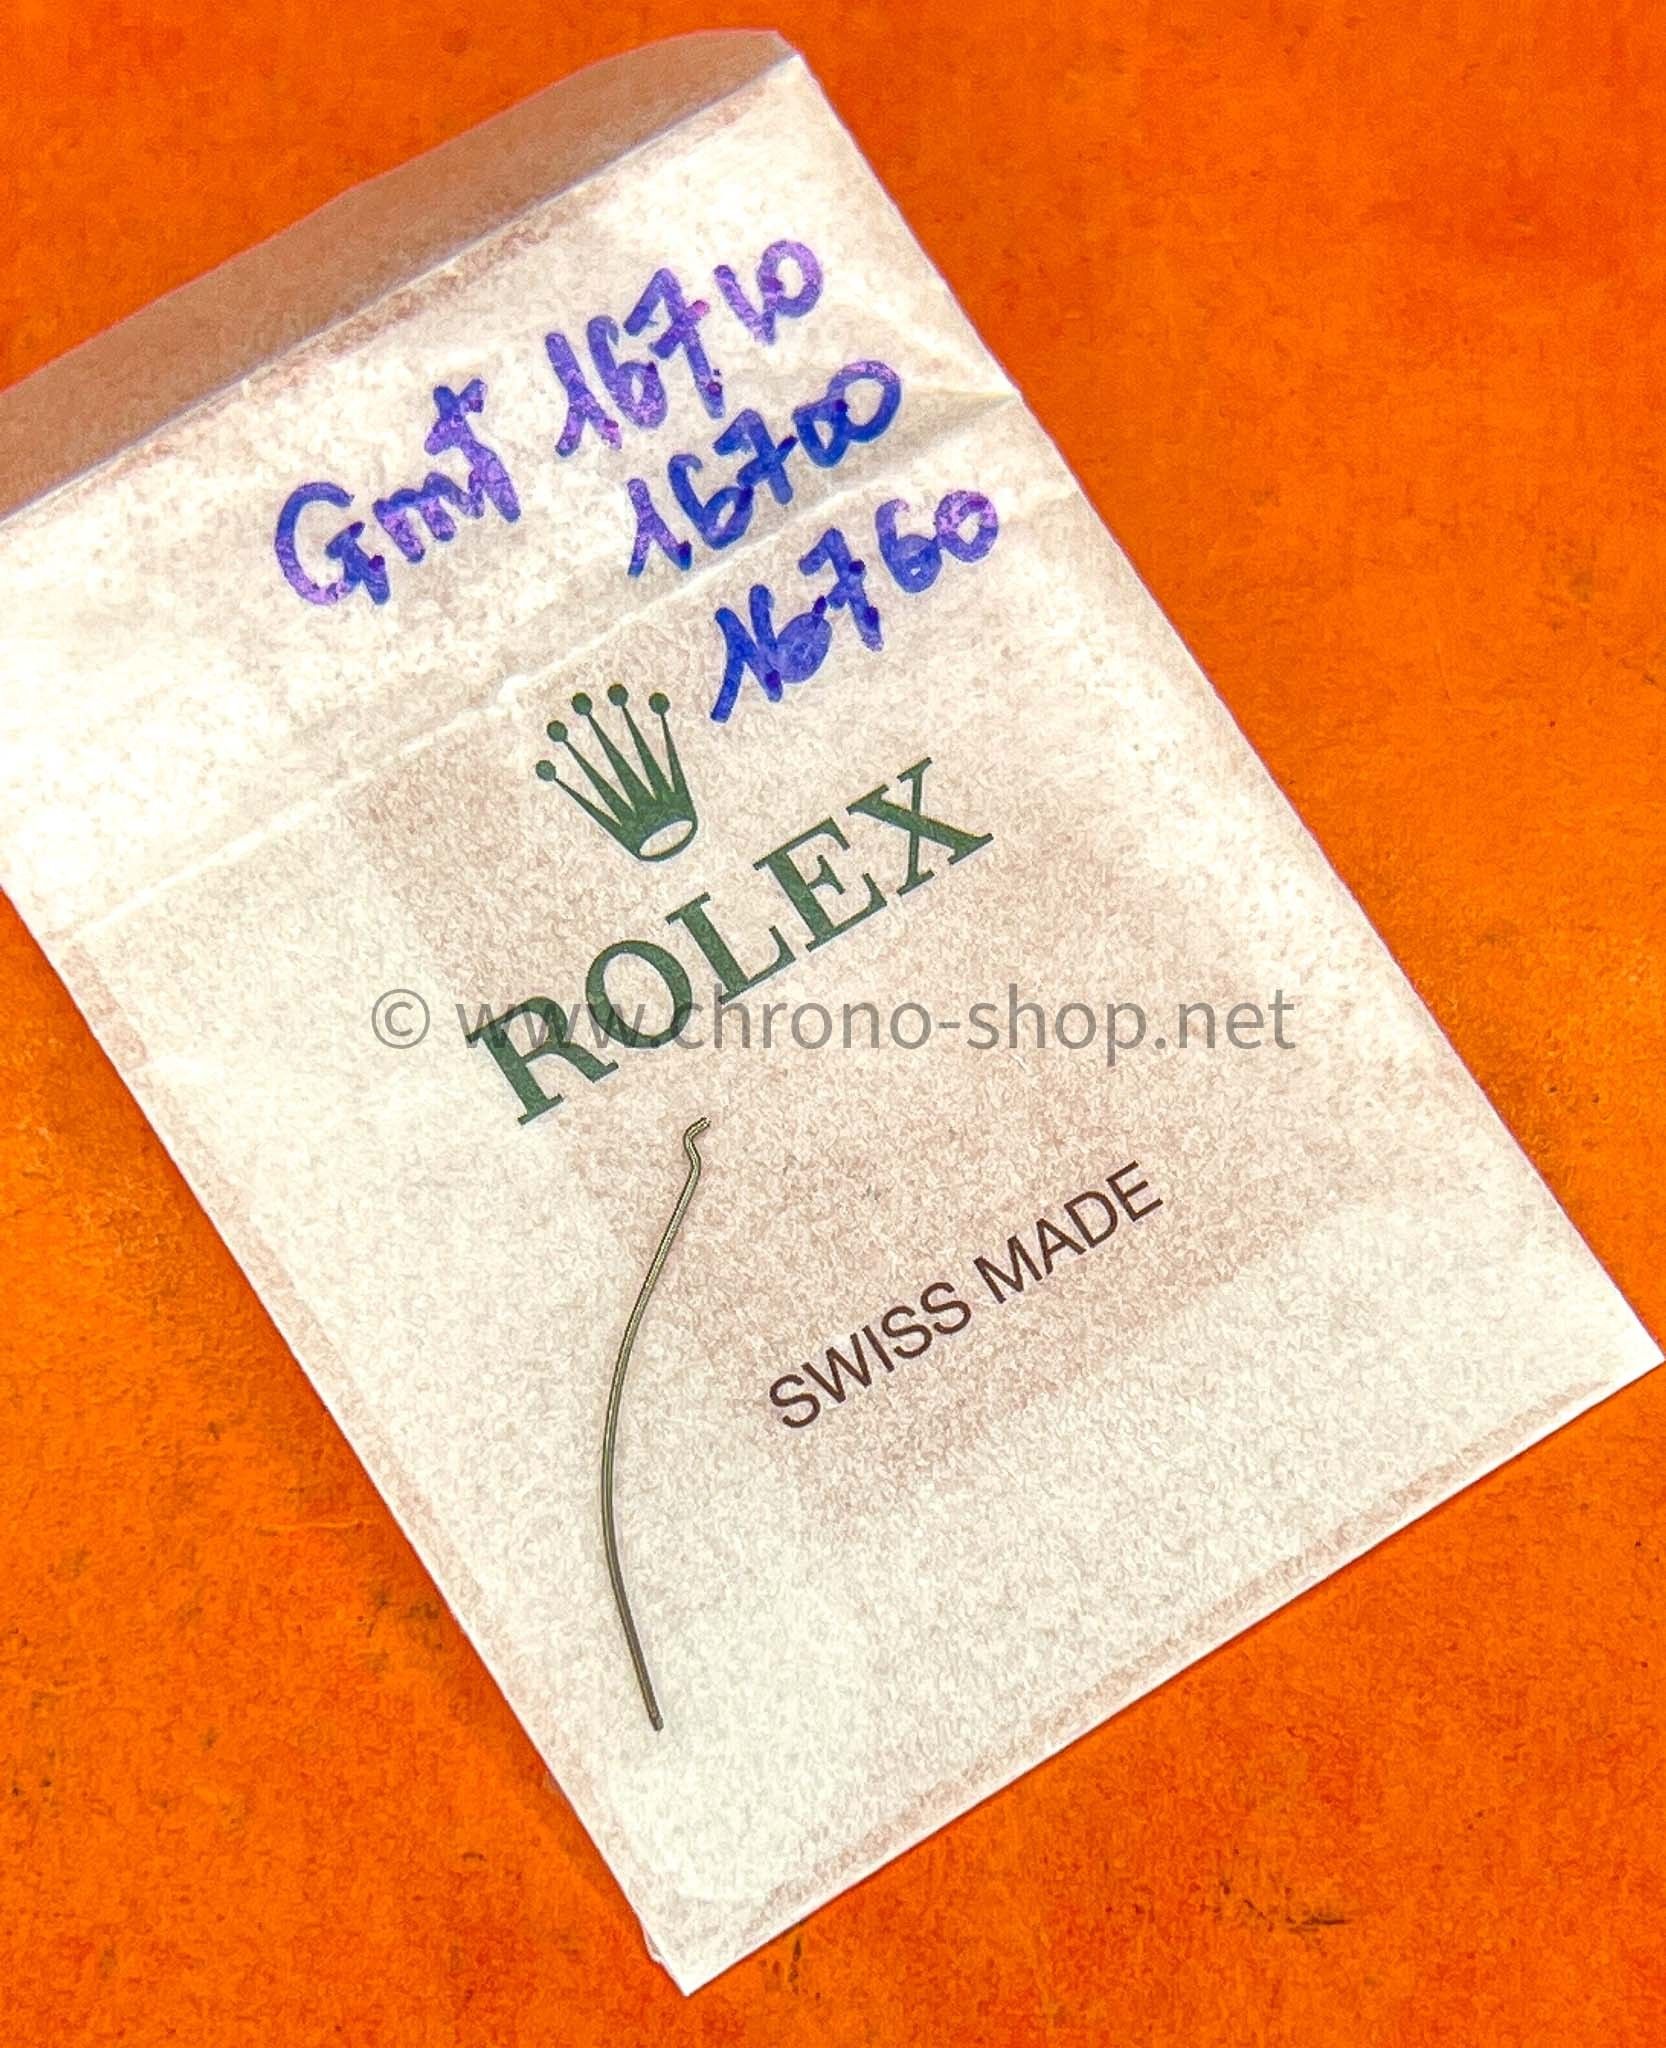 Gmt 16710
16700
16760
ROLEX
© www.chrono-shop.net
SWISS MADE